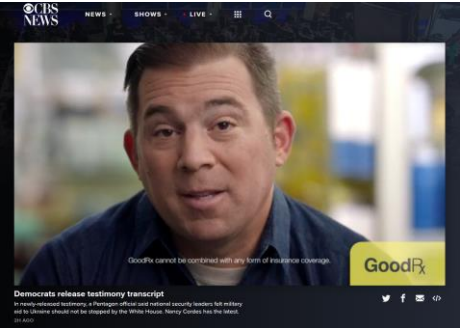 CBS NEWS
NEWS
SHOWS
LIVE
GoodRx cannot be combined with any form of insurance coverage.
GoodRx
Democrats release testimony transcript
In newly-released testimony, a Pentagon official said national security leaders felt military
aid to Ukraine should not be stopped by the White House. Nancy Cordes has the latest.
2H AGO